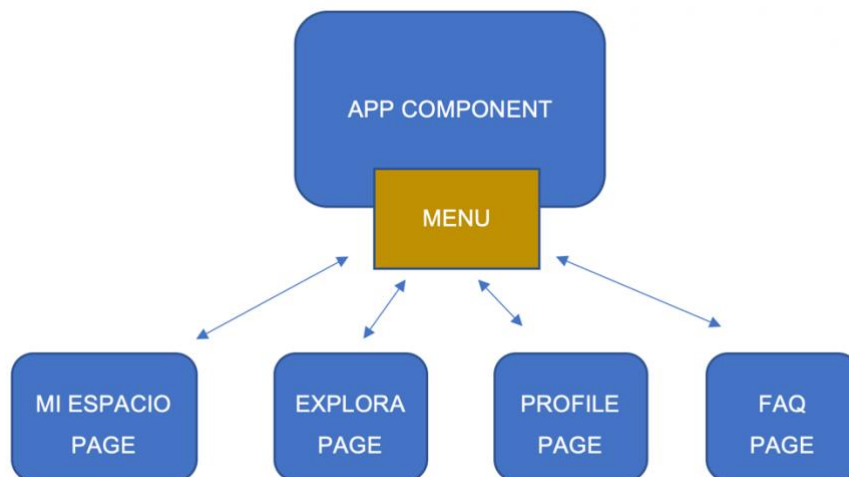 APP COMPONENT
MENU
MI ESPACIO
PAGE
EXPLORA
PAGE
PROFILE
PAGE
FAQ
PAGE